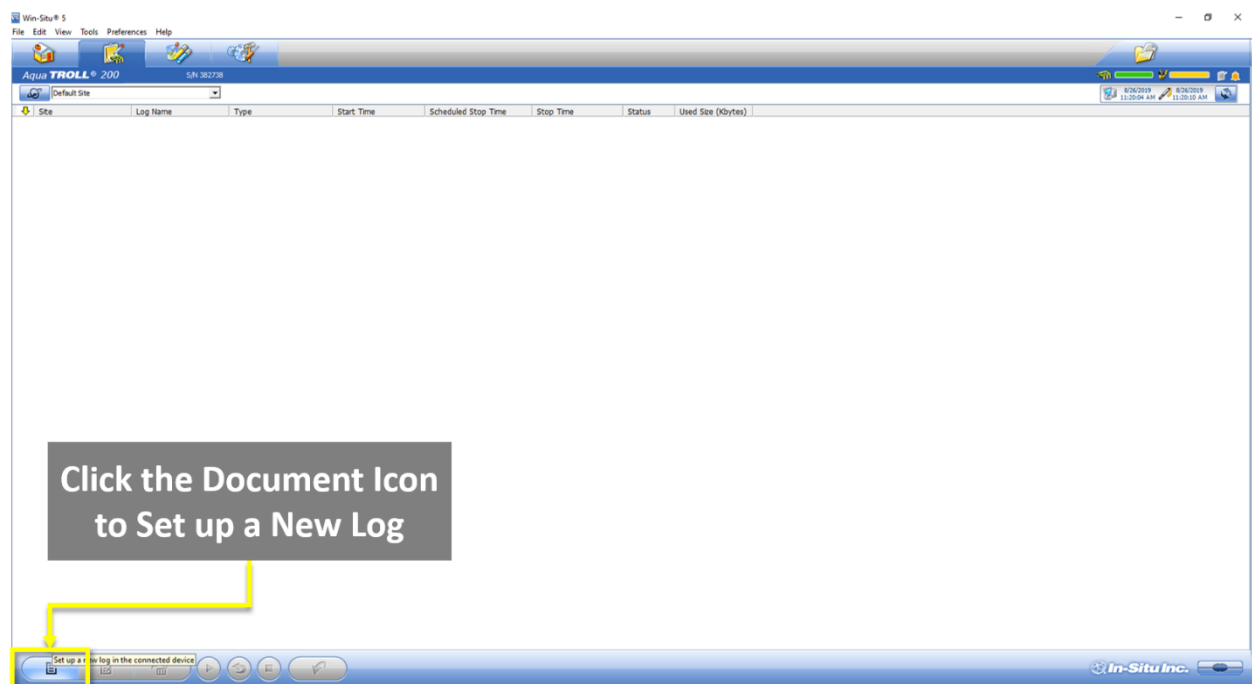 Win-Situ® 5
File Edit View Tools Preferences Help
Aqua TROLL® 200 S/N 382738
Default Site
8/26/2019 11:20:04 AM 8/26/2019 11:20:10 AM
Site Log Name Type Start Time Scheduled Stop Time Stop Time Status Used Size (Kbytes)
Click the Document Icon
to Set up a New Log
Set up a new log in the connected device
In-Situ Inc.